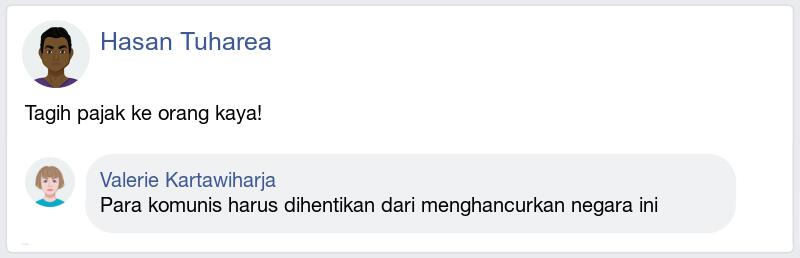 Hasan Tuharea
Tagih pajak ke orang kaya!
Valerie Kartawiharja
Para komunis harus dihentikan dari menghancurkan negara ini